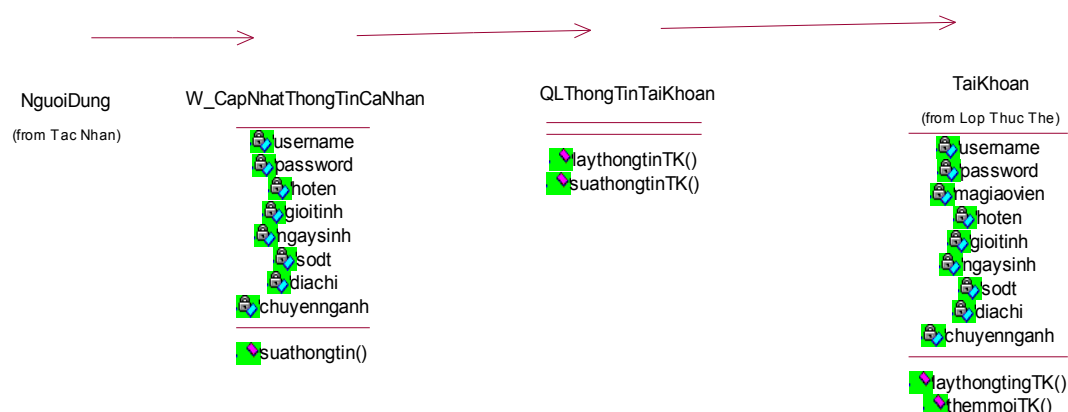 NguoiDung
(from Tac Nhan)
W_CapNhatThongTinCaNhan
username
password
hoten
gioitinh
ngaysinh
sodt
diachi
chuyennganh
suathongtin()
QLThongTinTaiKhoan
laythongtinTK()
suathongtinTK()
TaiKhoan
(from Lop Thuc The)
username
password
magiaovien
hoten
gioitinh
ngaysinh
sodt
diachi
chuyennganh
laythongtingTK()
themmoiTK()